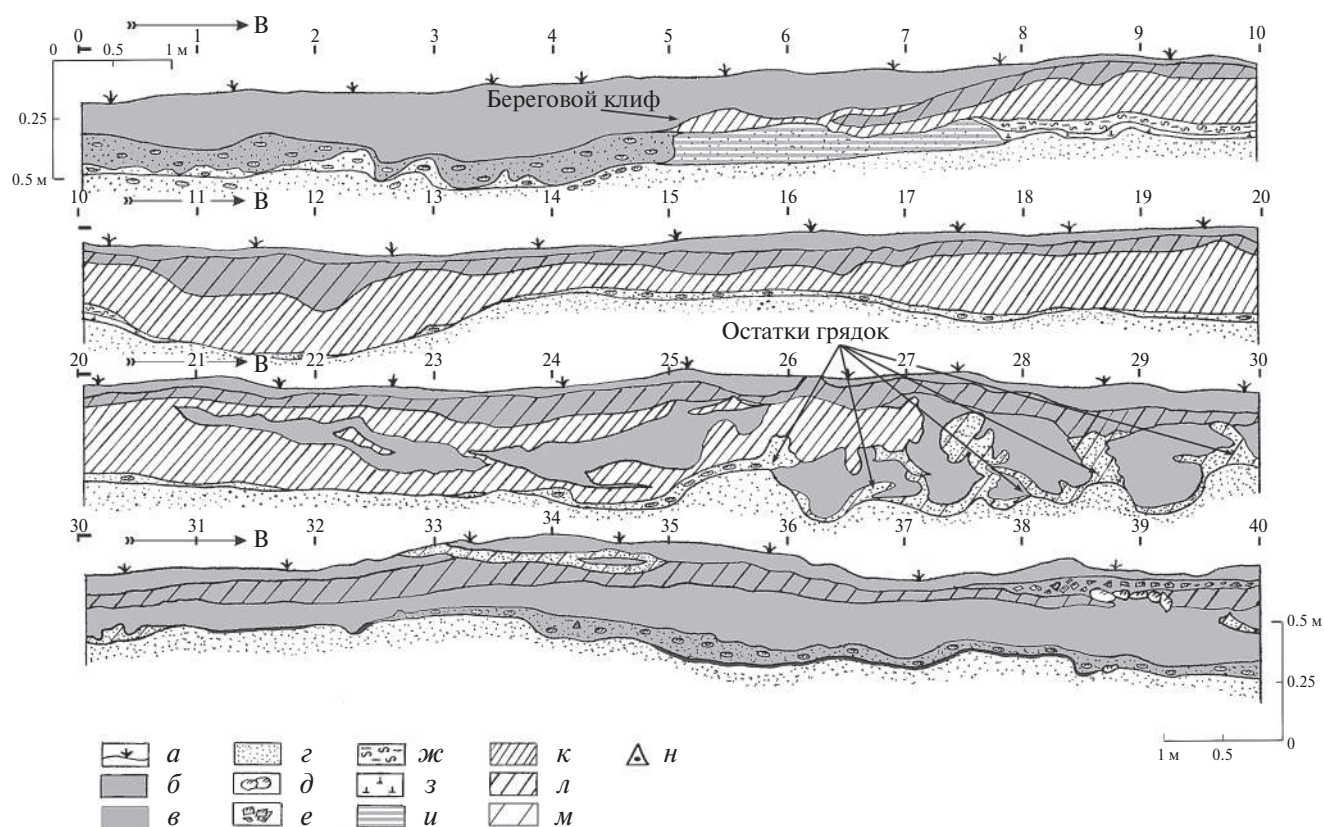 В
0 1 2 3 4 5 6 7 8 9 10
0 0.5 1 м
Береговой клиф
0.25
0.5 м
10 11 12 13 14 15 16 17 18 19 20
В
Остатки грядок
20 21 22 23 24 25 26 27 28 29 30
В
30 31 32 33 34 35 36 37 38 39 40
В
0.5 м
0.25
0
1 м 0.5
а г ж к н
б д з л
в е и м